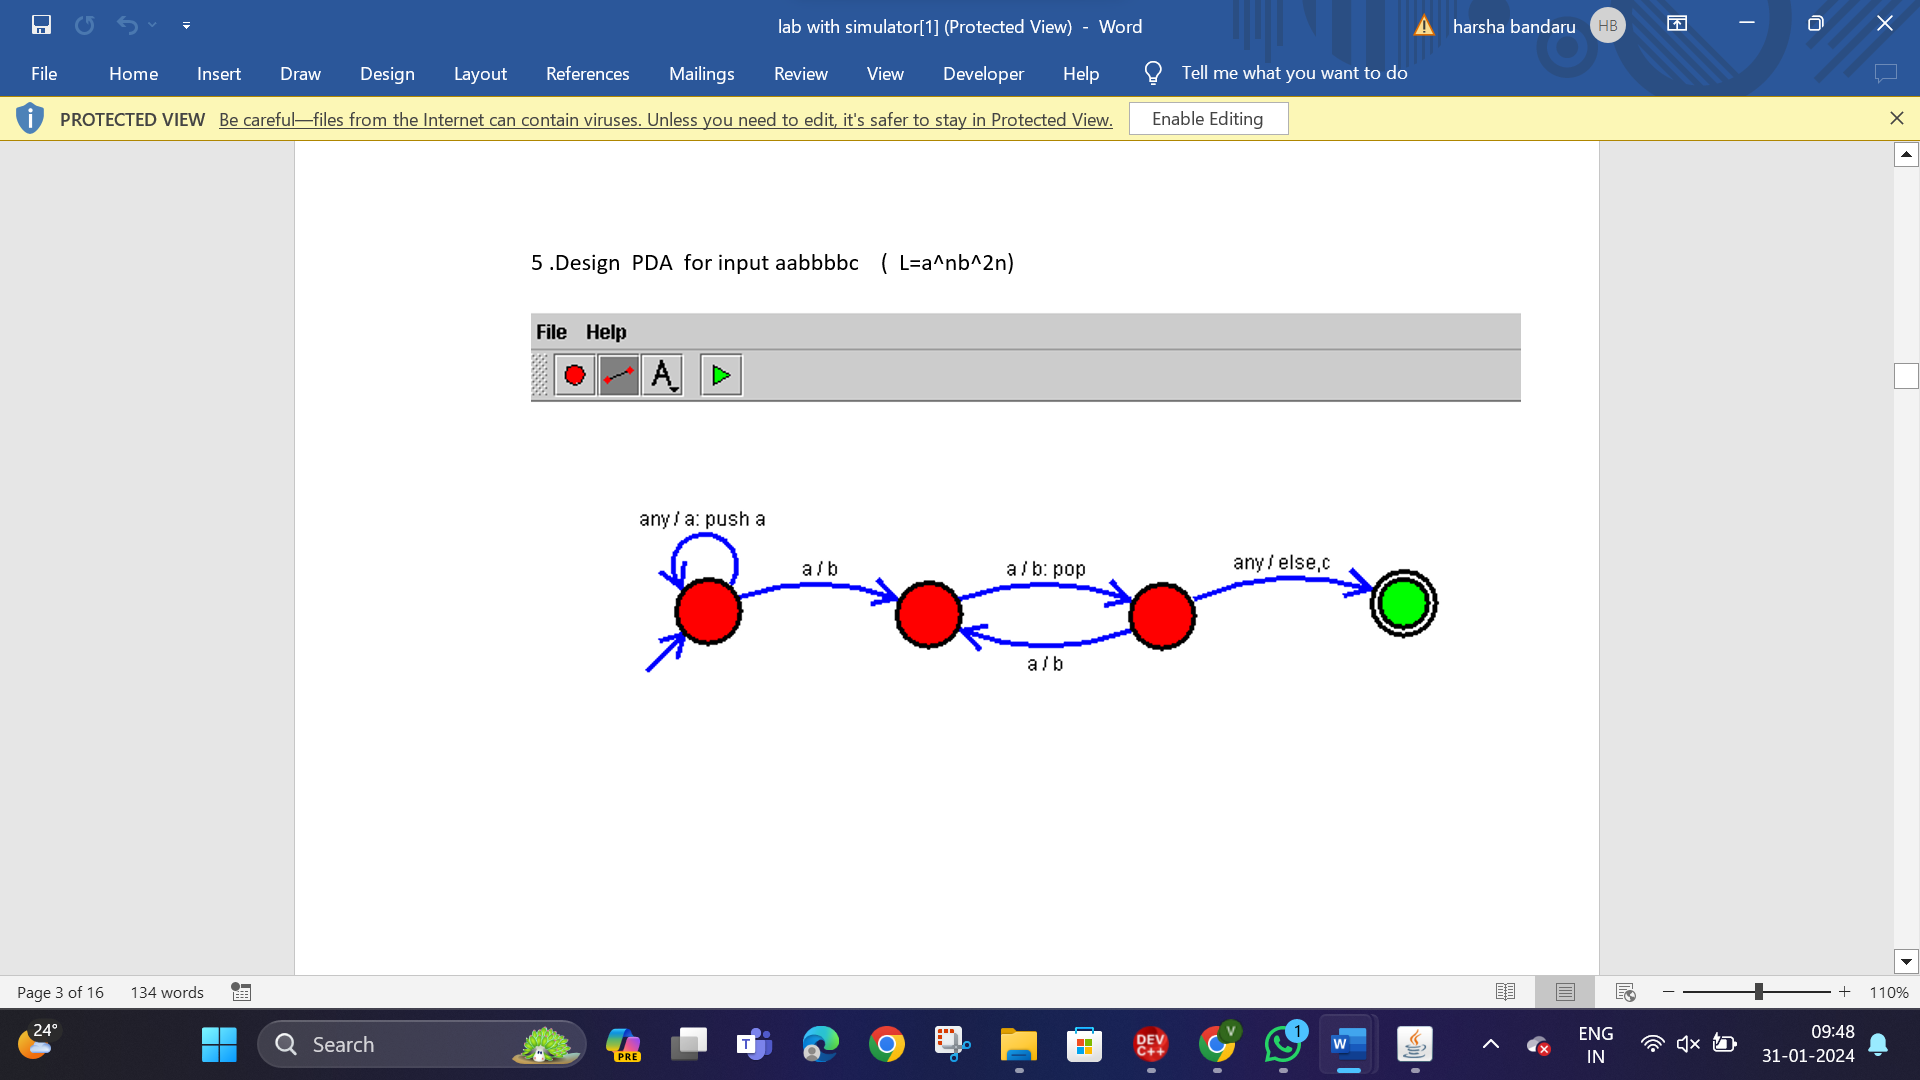 lab with simulator[1] (Protected View) - Word
harsha bandaru HB
File Home Insert Draw Design Layout References Mailings Review View Developer Help Tell me what you want to do
PROTECTED VIEW Be careful—files from the Internet can contain viruses. Unless you need to edit, it's safer to stay in Protected View. Enable Editing
5 .Design PDA for input aabbbbc ( L=a^nb^2n)
File Help
A
any / a: push a
a / b
a / b: pop
any / else,c
a / b
Page 3 of 16 134 words 110%
24°
Search
PRE
T
DEV C++
V
1
W
ENG
IN
09:48
31-01-2024